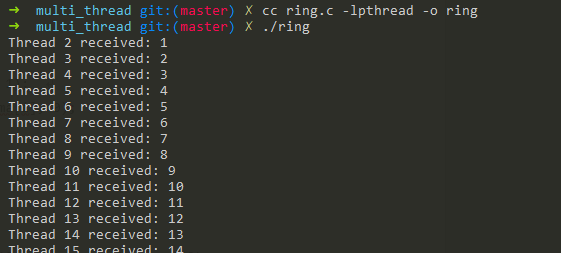 ➜ multi_thread git:(master) ✗ cc ring.c -lpthread -o ring
➜ multi_thread git:(master) ✗ ./ring
Thread 2 received: 1
Thread 3 received: 2
Thread 4 received: 3
Thread 5 received: 4
Thread 6 received: 5
Thread 7 received: 6
Thread 8 received: 7
Thread 9 received: 8
Thread 10 received: 9
Thread 11 received: 10
Thread 12 received: 11
Thread 13 received: 12
Thread 14 received: 13
Thread 15 received: 14